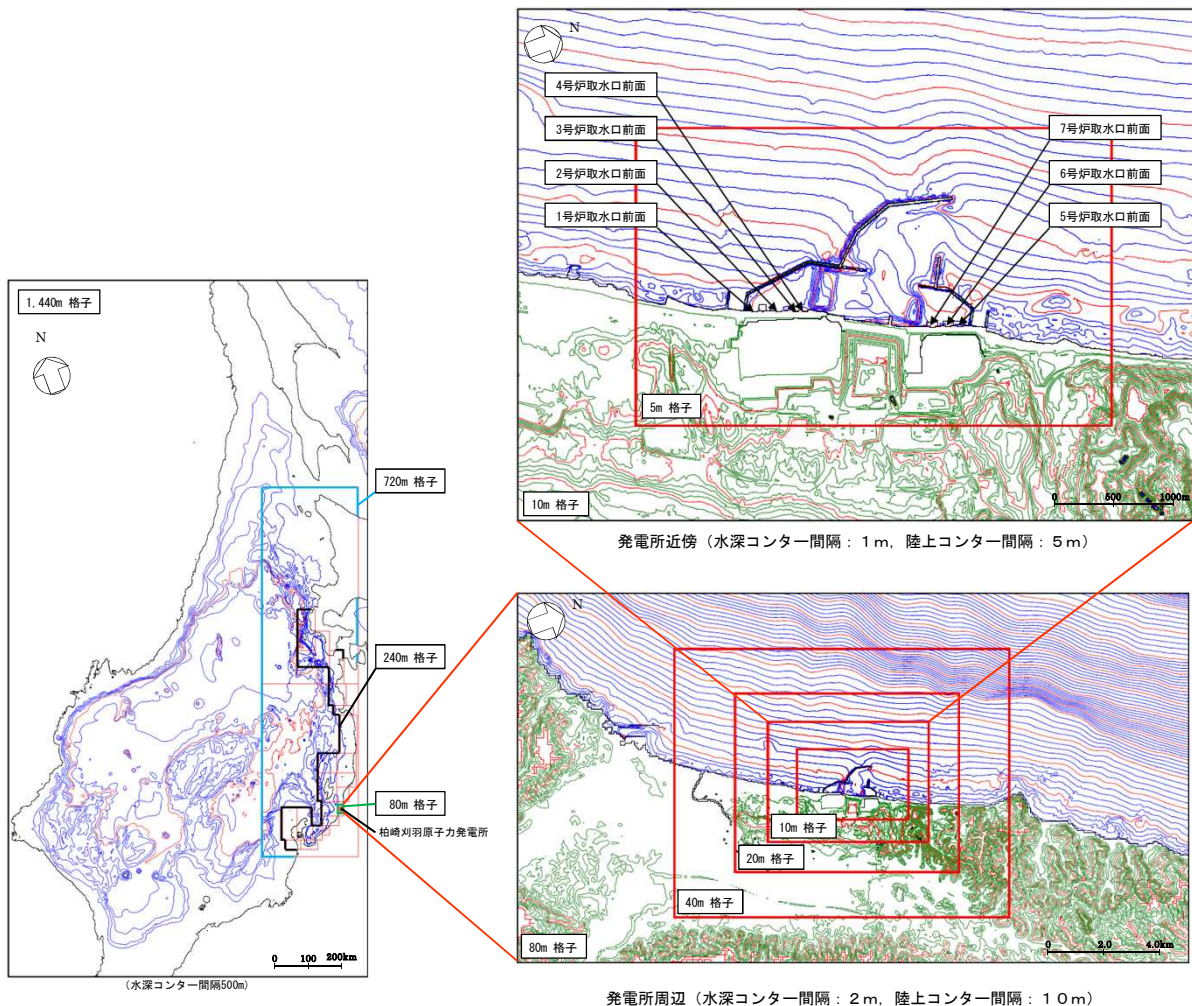 1,440m 格子
N
720m 格子
240m 格子
80m 格子
柏崎刈羽原子力発電所
0 100 200km
(水深コンター間隔500m)
N
4号炉取水口前面
3号炉取水口前面
2号炉取水口前面
1号炉取水口前面
7号炉取水口前面
6号炉取水口前面
5号炉取水口前面
5m 格子
10m 格子
0 500 1000m
発電所近傍（水深コンター間隔：１ｍ，陸上コンター間隔：５ｍ）
N
10m 格子
20m 格子
40m 格子
80m 格子
0 2.0 4.0km
発電所周辺（水深コンター間隔：２ｍ，陸上コンター間隔：１０ｍ）